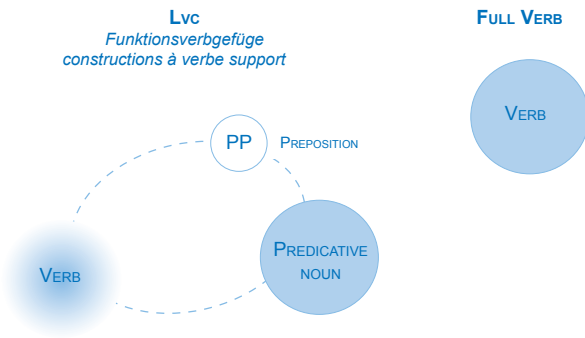 LVC
Funktionsverbgefüge
constructions à verbe support
FULL VERB
VERB
PP
PREPOSITION
PREDICATIVE
NOUN
VERB